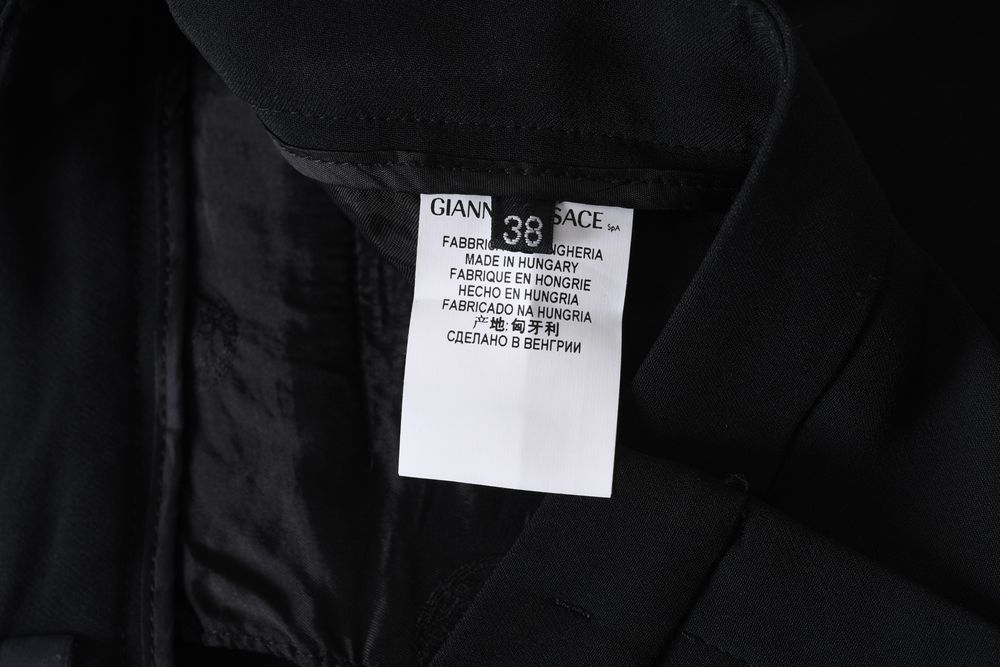 GIANN SACE SpA
38
FABBRI NGHERIA
MADE IN HUNGARY
FABRIQUE EN HONGRIE
HECHO EN HUNGRIA
FABRICADO NA HUNGRIA
产地:匈牙利
СДЕЛАНО В ВЕНГРИИ